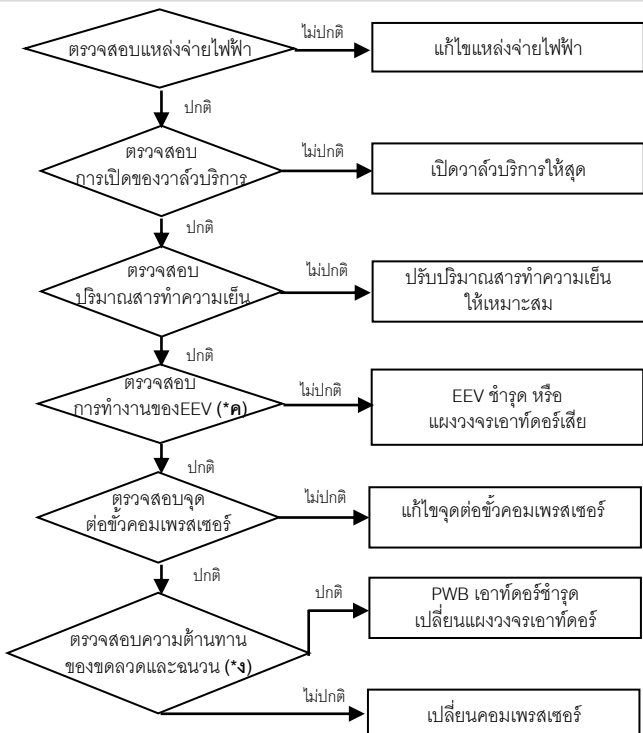 ตรวจสอบแหล่งจ่ายไฟฟ้า
ไม่ปกติ
แก้ไขแหล่งจ่ายไฟฟ้า
ปกติ
ตรวจสอบ
การเปิดของวาล์วบริการ
ไม่ปกติ
เปิดวาล์วบริการให้สุด
ปกติ
ตรวจสอบ
ปริมาณสารทำความเย็น
ไม่ปกติ
ปรับปริมาณสารทำความเย็น
ให้เหมาะสม
ปกติ
ตรวจสอบ
การทำงานของEEV (*ค)
ไม่ปกติ
EEV ชำรุด หรือ
แผงวงจรเอาท์ดอร์เสีย
ปกติ
ตรวจสอบจุด
ต่อขั้วคอมเพรสเซอร์
ไม่ปกติ
แก้ไขจุดต่อขั้วคอมเพรสเซอร์
ปกติ
ตรวจสอบความต้านทาน
ของขดลวดและฉนวน (*ง)
ปกติ
PWB เอาท์ดอร์ชำรุด
เปลี่ยนแผงวงจรเอาท์ดอร์
ไม่ปกติ
เปลี่ยนคอมเพรสเซอร์